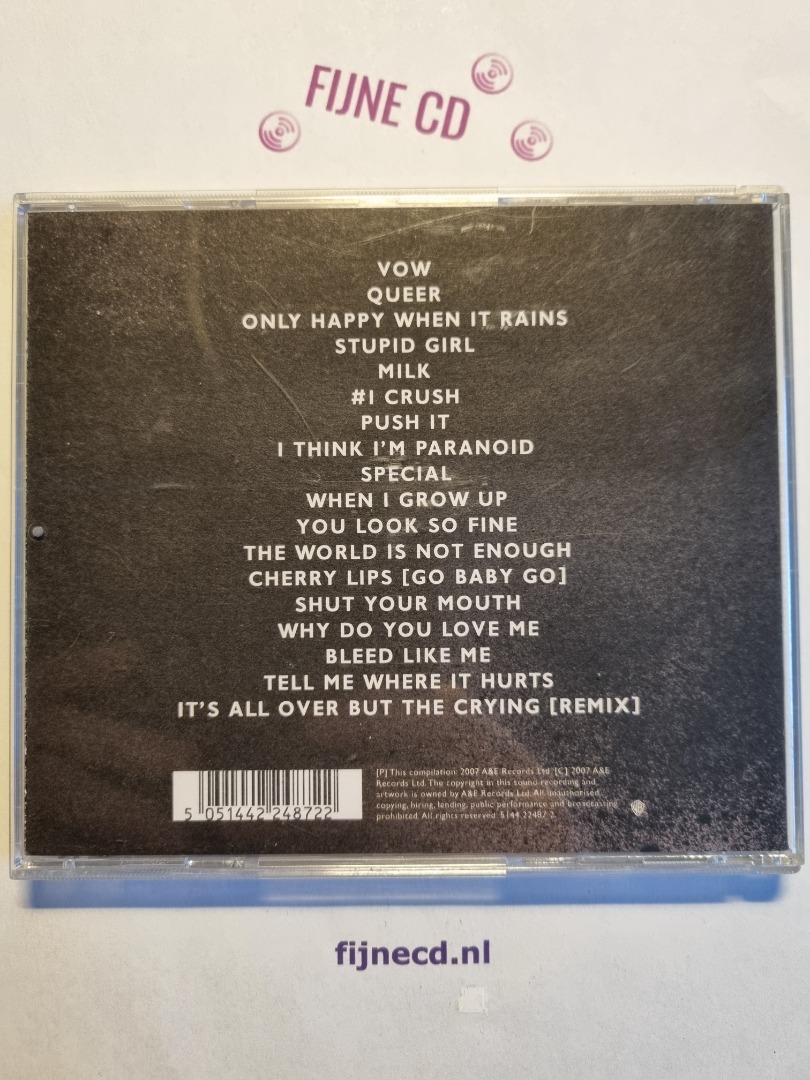 FIJNE CD
VOW
QUEER
ONLY HAPPY WHEN IT RAINS
STUPID GIRL
MILK
#1 CRUSH
PUSH IT
I THINK I'M PARANOID
SPECIAL
WHEN I GROW UP
YOU LOOK SO FINE
THE WORLD IS NOT ENOUGH
CHERRY LIPS [GO BABY GO]
SHUT YOUR MOUTH
WHY DO YOU LOVE ME
BLEED LIKE ME
TELL ME WHERE IT HURTS
IT'S ALL OVER BUT THE CRYING [REMIX]
5 051442 248722
[P] This compilation: 2007 A&E Records Ltd. [C] 2007 A&E
Records Ltd. The copyright in this sound recording and
artwork is owned by A&E Records Ltd. All unauthorised
copying, hiring, lending, public performance and broadcasting
prohibited. All rights reserved. 5144 22487 2.
fijnecd.nl